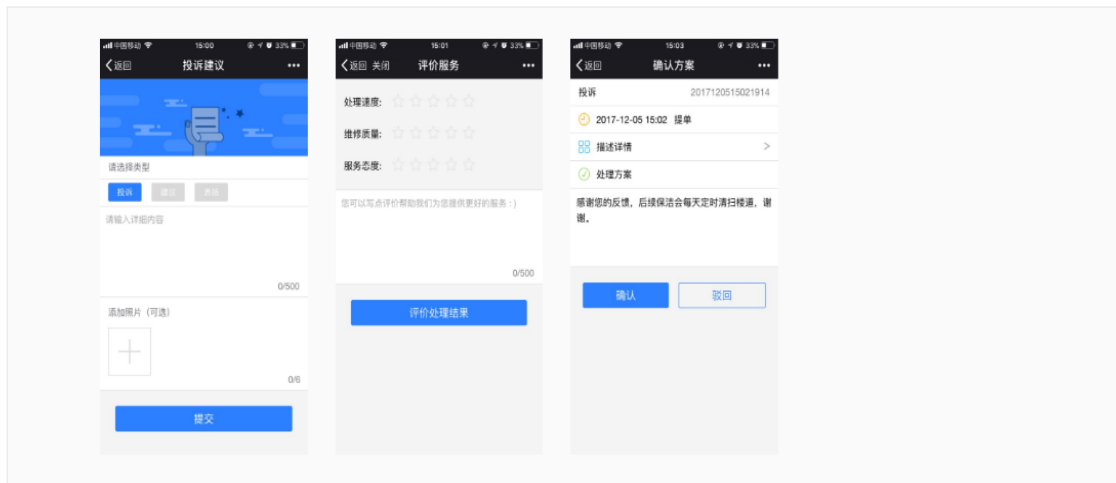 中国移动 15:00 33%
返回 投诉建议
请选择类型
投诉 建议 表扬
请输入详细内容
0/500
添加照片（可选）
0/6
提交
中国移动 15:01 33%
返回 关闭 评价服务
处理速度:
维修质量:
服务态度:
您可以写点评价帮助我们为您提供更好的服务 : )
0/500
评价处理结果
中国移动 15:03 33%
返回 确认方案
投诉 2017120515021914
2017-12-05 15:02 提单
描述详情
处理方案
感谢您的反馈，后续保洁会每天定时清扫楼道，谢
谢。
确认 驳回